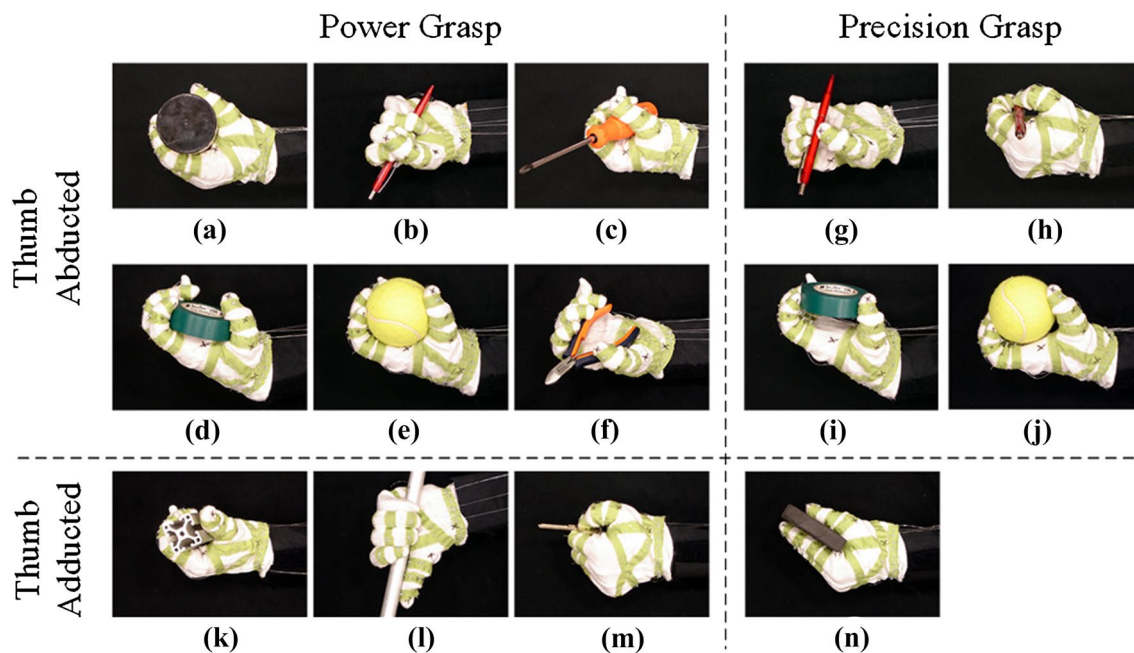 Power Grasp
Precision Grasp
Thumb
Abducted
(a)
(b)
(c)
(g)
(h)
(d)
(e)
(f)
(i)
(j)
Thumb
Adducted
(k)
(l)
(m)
(n)